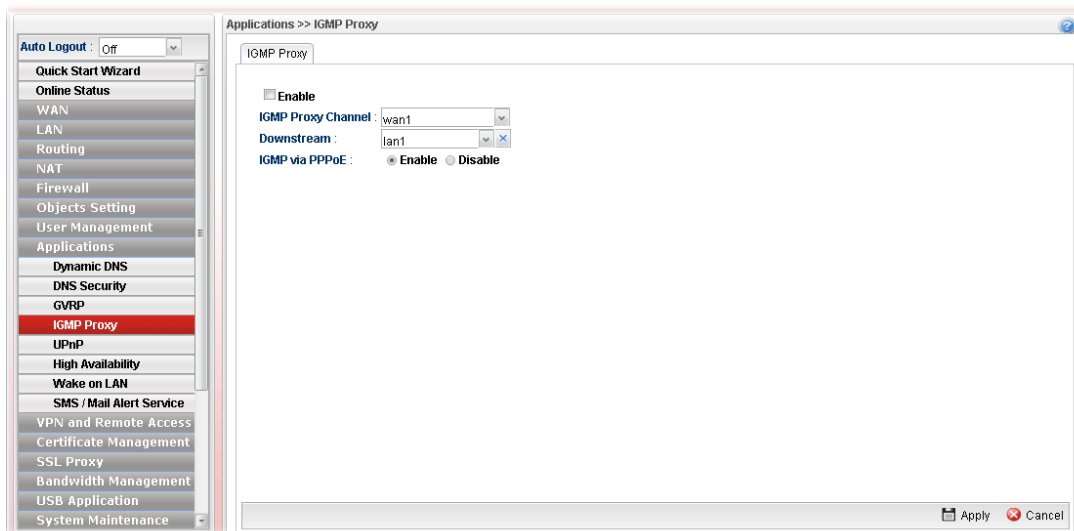 Applications >> IGMP Proxy
Auto Logout : Off
Quick Start Wizard
Online Status
WAN
LAN
Routing
NAT
Firewall
Objects Setting
User Management
Applications
Dynamic DNS
DNS Security
GVRP
IGMP Proxy
UPnP
High Availability
Wake on LAN
SMS / Mail Alert Service
VPN and Remote Access
Certificate Management
SSL Proxy
Bandwidth Management
USB Application
System Maintenance
IGMP Proxy
Enable
IGMP Proxy Channel : wan1
Downstream : lan1
IGMP via PPPoE : Enable Disable
Apply Cancel